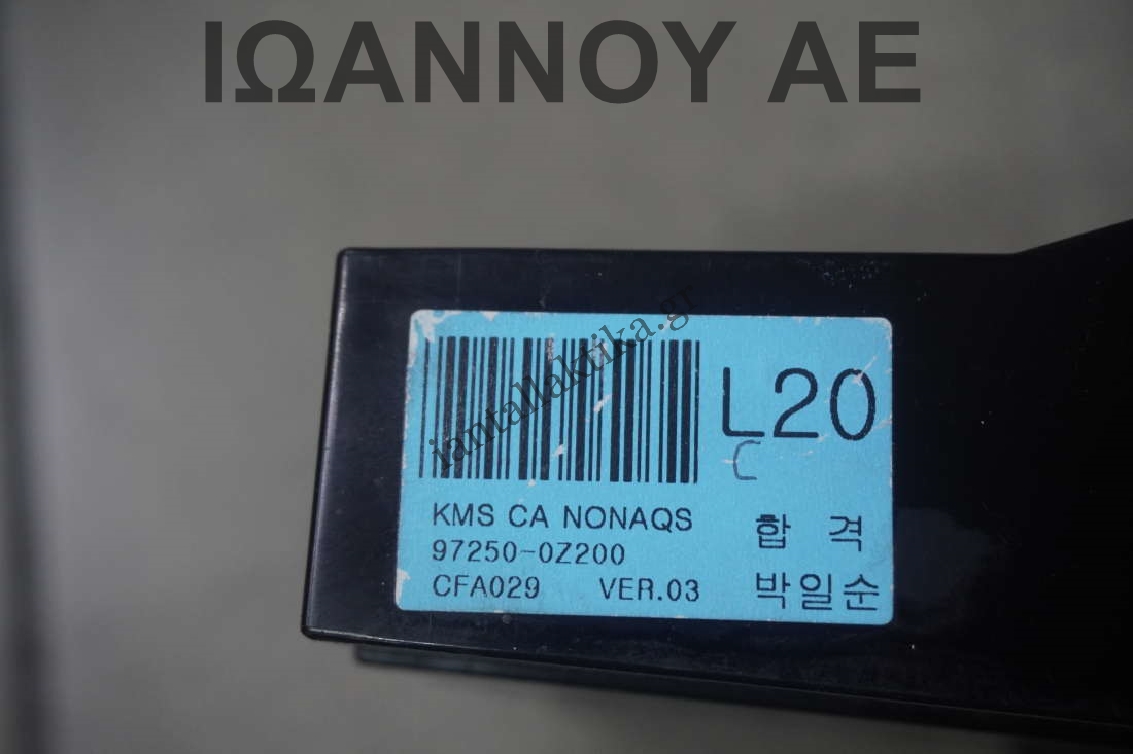 ΙΩΑΝΝΟΥ ΑΕ
iantallaktika.gr
L20
C
KMS CA NONAQS
97250-0Z200
CFA029 VER.03
합 격
박일순